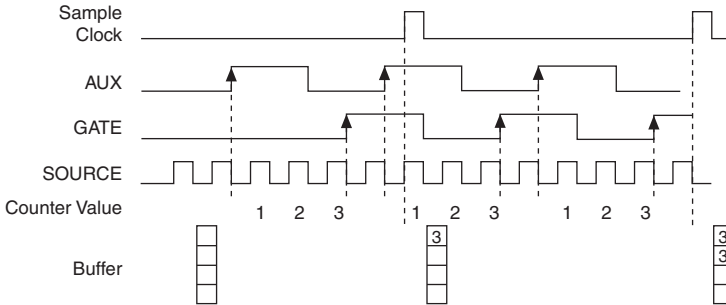 Sample
Clock
AUX
GATE
SOURCE
Counter Value 1 2 3 1 2 3 1 2 3
Buffer
3
3
3